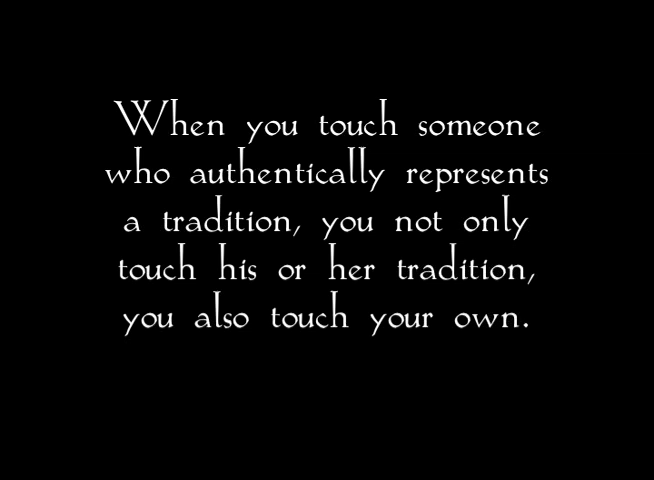 When you touch someone
who authentically represents
a tradition, you not only
touch his or her tradition,
you also touch your own.